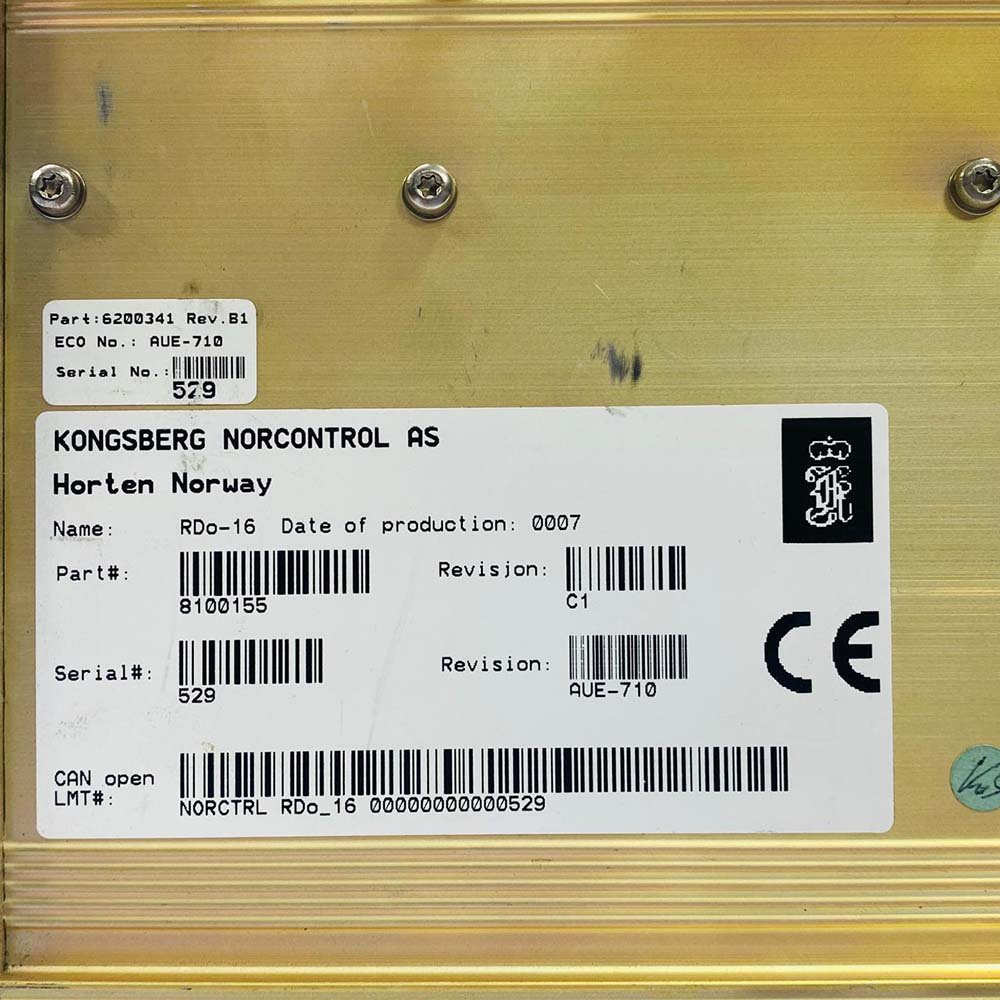 Part:6200341 Rev.B1
ECO No.: AUE-710
Serial No.:
529
KONGSBERG NORCONTROL AS
Horten Norway
Name: RDo-16 Date of production: 0007
Part#: Revisjon:
8100155 C1
Serial#: Revision:
529 AUE-710
CAN open
LMT#:
NORCTRL RDo_16 00000000000529
CE